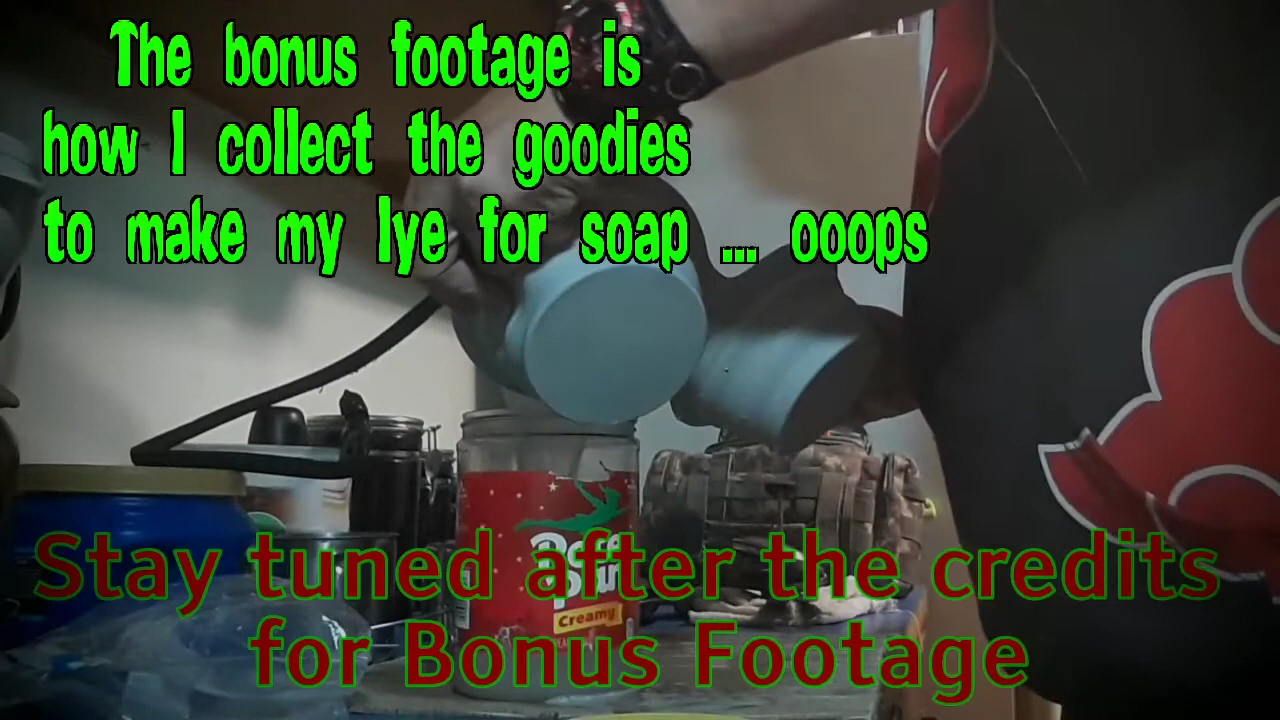 The bonus footage is
how I collect the goodies
to make my lye for soap ... ooops
Creamy
Stay tuned after the credits
for Bonus Footage